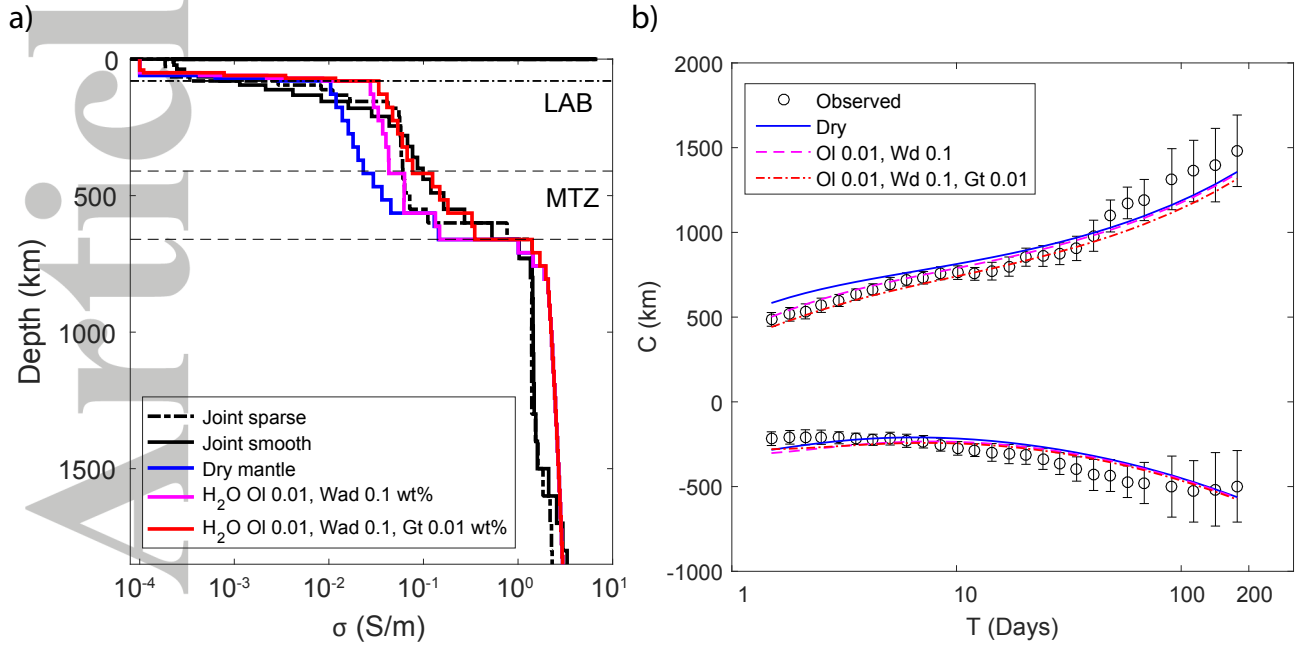 a)
Articl
0
500
1000
1500
Depth (km)
LAB
MTZ
Joint sparse
Joint smooth
Dry mantle
H₂O Ol 0.01, Wad 0.1 wt%
H₂O Ol 0.01, Wad 0.1, Gt 0.01 wt%
10⁻⁴ 10⁻³ 10⁻² 10⁻¹ 10⁰ 10¹
σ (S/m)
b)
2000
1500
1000
500
0
-500
-1000
C (km)
Observed
Dry
Ol 0.01, Wd 0.1
Ol 0.01, Wd 0.1, Gt 0.01
1 10 100 200
T (Days)